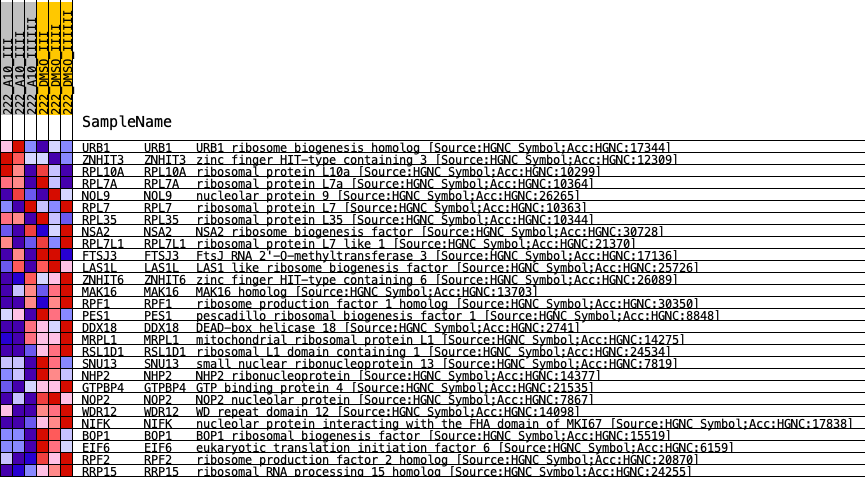 222_A10_III
222_A10_IIII
222_A10_IIIIII
222_DMSO_III
222_DMSO_IIII
222_DMSO_IIIIII
SampleName
URB1 URB1 URB1 ribosome biogenesis homolog [Source:HGNC Symbol;Acc:HGNC:17344]
ZNHIT3 ZNHIT3 zinc finger HIT-type containing 3 [Source:HGNC Symbol;Acc:HGNC:12309]
RPL10A RPL10A ribosomal protein L10a [Source:HGNC Symbol;Acc:HGNC:10299]
RPL7A RPL7A ribosomal protein L7a [Source:HGNC Symbol;Acc:HGNC:10364]
NOL9 NOL9 nucleolar protein 9 [Source:HGNC Symbol;Acc:HGNC:26265]
RPL7 RPL7 ribosomal protein L7 [Source:HGNC Symbol;Acc:HGNC:10363]
RPL35 RPL35 ribosomal protein L35 [Source:HGNC Symbol;Acc:HGNC:10344]
NSA2 NSA2 NSA2 ribosome biogenesis factor [Source:HGNC Symbol;Acc:HGNC:30728]
RPL7L1 RPL7L1 ribosomal protein L7 like 1 [Source:HGNC Symbol;Acc:HGNC:21370]
FTSJ3 FTSJ3 FtsJ RNA 2'-O-methyltransferase 3 [Source:HGNC Symbol;Acc:HGNC:17136]
LAS1L LAS1L LAS1 like ribosome biogenesis factor [Source:HGNC Symbol;Acc:HGNC:25726]
ZNHIT6 ZNHIT6 zinc finger HIT-type containing 6 [Source:HGNC Symbol;Acc:HGNC:26089]
MAK16 MAK16 MAK16 homolog [Source:HGNC Symbol;Acc:HGNC:13703]
RPF1 RPF1 ribosome production factor 1 homolog [Source:HGNC Symbol;Acc:HGNC:30350]
PES1 PES1 pescadillo ribosomal biogenesis factor 1 [Source:HGNC Symbol;Acc:HGNC:8848]
DDX18 DDX18 DEAD-box helicase 18 [Source:HGNC Symbol;Acc:HGNC:2741]
MRPL1 MRPL1 mitochondrial ribosomal protein L1 [Source:HGNC Symbol;Acc:HGNC:14275]
RSL1D1 RSL1D1 ribosomal L1 domain containing 1 [Source:HGNC Symbol;Acc:HGNC:24534]
SNU13 SNU13 small nuclear ribonucleoprotein 13 [Source:HGNC Symbol;Acc:HGNC:7819]
NHP2 NHP2 NHP2 ribonucleoprotein [Source:HGNC Symbol;Acc:HGNC:14377]
GTPBP4 GTPBP4 GTP binding protein 4 [Source:HGNC Symbol;Acc:HGNC:21535]
NOP2 NOP2 NOP2 nucleolar protein [Source:HGNC Symbol;Acc:HGNC:7867]
WDR12 WDR12 WD repeat domain 12 [Source:HGNC Symbol;Acc:HGNC:14098]
NIFK NIFK nucleolar protein interacting with the FHA domain of MKI67 [Source:HGNC Symbol;Acc:HGNC:17838]
BOP1 BOP1 BOP1 ribosomal biogenesis factor [Source:HGNC Symbol;Acc:HGNC:15519]
EIF6 EIF6 eukaryotic translation initiation factor 6 [Source:HGNC Symbol;Acc:HGNC:6159]
RPF2 RPF2 ribosome production factor 2 homolog [Source:HGNC Symbol;Acc:HGNC:20870]
RRP15 RRP15 ribosomal RNA processing 15 homolog [Source:HGNC Symbol;Acc:HGNC:24255]